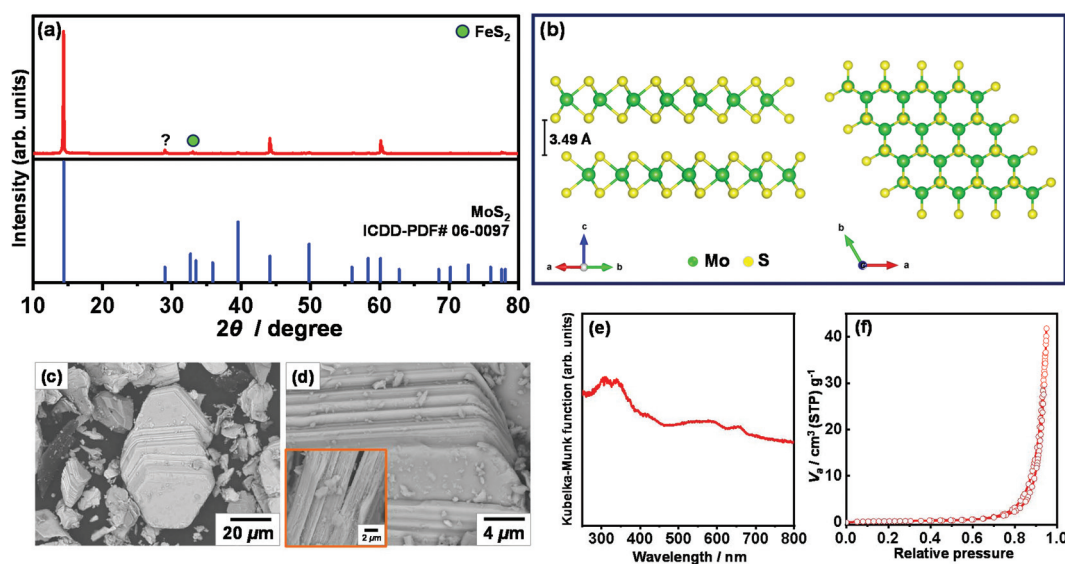 (a)
FeS₂
Intensity (arb. units)
?
MoS₂
ICDD-PDF# 06-0097
10 20 30 40 50 60 70 80
2θ / degree
(b)
3.49 A
c
a b
Mo S
b
a
c
(c)
20 µm
(d)
2 µm
4 µm
(e)
Kubelka-Munk function (arb. units)
300 400 500 600 700 800
Wavelength / nm
(f)
Vₐ / cm³ (STP) g⁻¹
40
30
20
10
0
0.0 0.2 0.4 0.6 0.8 1.0
Relative pressure